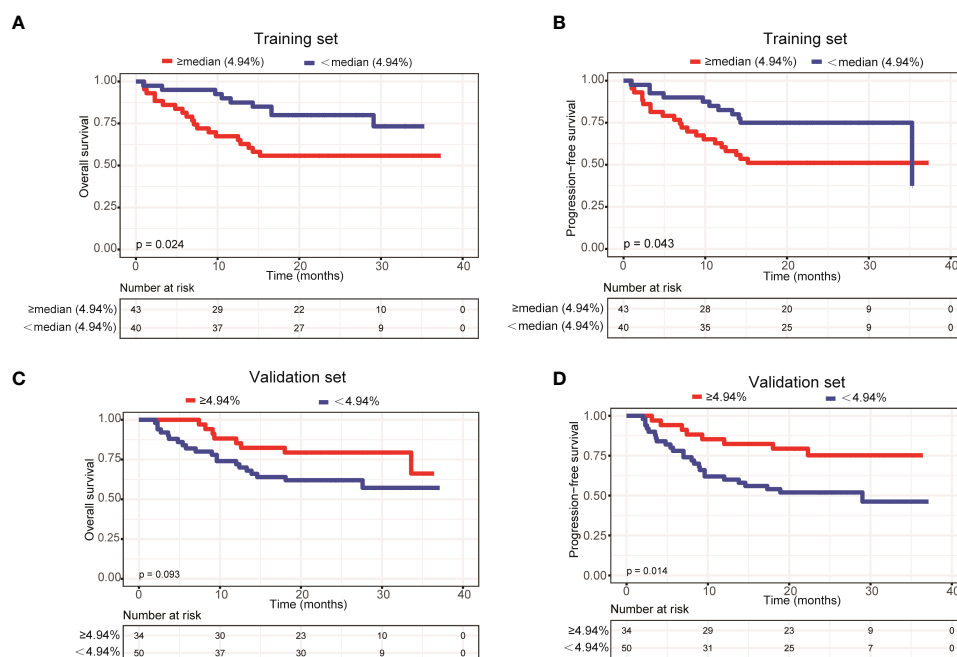 A
Training set
≥median (4.94%) <median (4.94%)
Overall survival
1.00
0.75
0.50
0.25
0.00
p = 0.024
0 10 20 30 40
Time (months)
Number at risk
≥median (4.94%) 43 29 22 10 0
<median (4.94%) 40 37 27 9 0
B
Training set
≥median (4.94%) <median (4.94%)
Progression-free survival
1.00
0.75
0.50
0.25
0.00
p = 0.043
0 10 20 30 40
Time (months)
Number at risk
≥median (4.94%) 43 28 20 9 0
<median (4.94%) 40 35 25 9 0
C
Validation set
≥4.94% <4.94%
Overall survival
1.00
0.75
0.50
0.25
0.00
p = 0.093
0 10 20 30 40
Time (months)
Number at risk
≥4.94% 34 30 23 10 0
<4.94% 50 37 30 9 0
D
Validation set
≥4.94% <4.94%
Progression-free survival
1.00
0.75
0.50
0.25
0.00
p = 0.014
0 10 20 30 40
Time (months)
Number at risk
≥4.94% 34 29 23 9 0
<4.94% 50 31 25 7 0